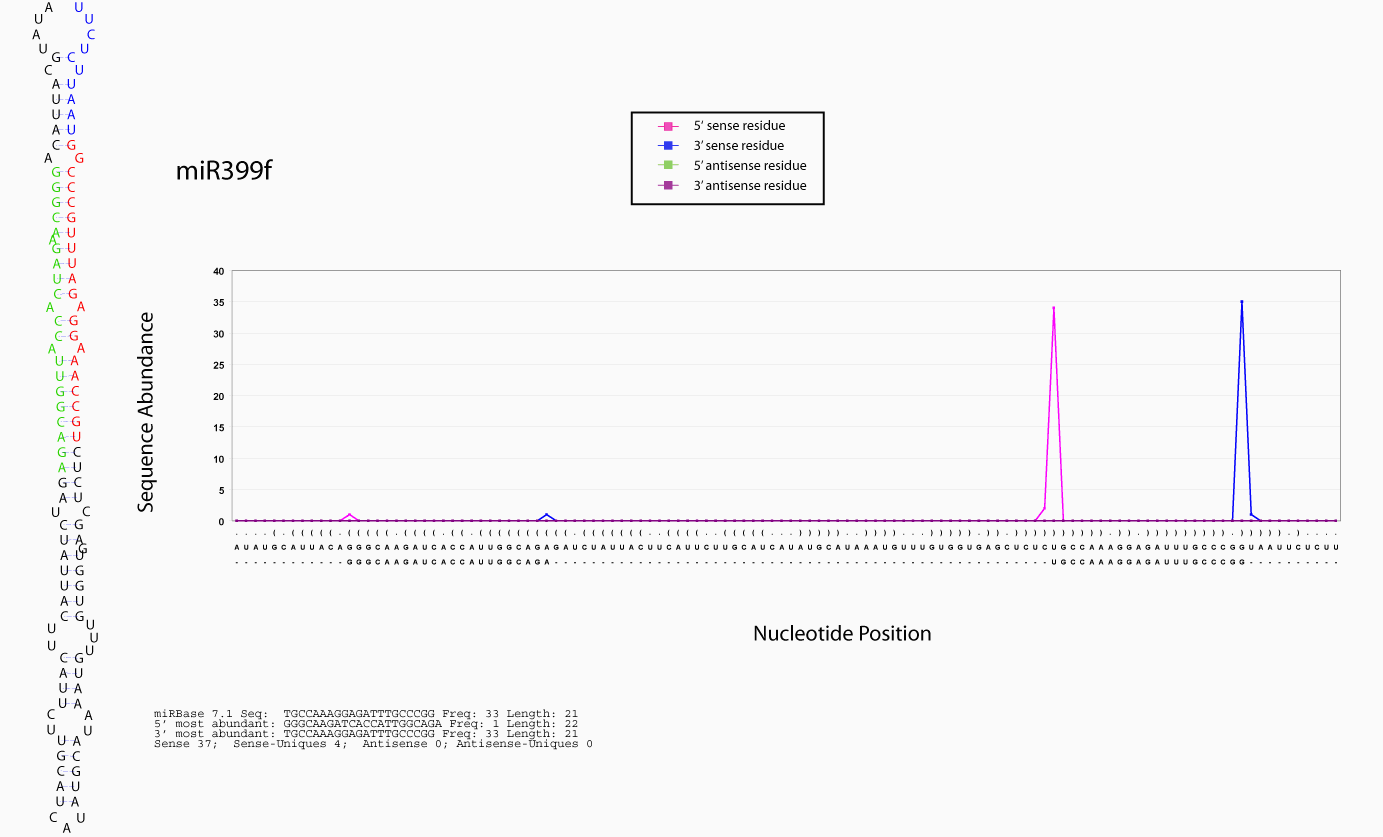 miR399f
5’ sense residue
3’ sense residue
5’ antisense residue
3’ antisense residue
Sequence Abundance
40
35
30
25
20
15
10
5
0
AUAUGCAUUACAGGGCAAGAUCACCAUUGGCAGAGAUCUAUUACUUCAUUCUUGCAUCAUAUGCAUAAAUGUUUGUGGGUGAGCUCUCUGCCAAAGGAGAUUUGCCCGGUAAUUCUCUU
------------GGGCAAGAUCACCAUUGGCAGA------------------------------------------------------UGCCAAAGGAGAUUUGCCCGG----------
Nucleotide Position
miRBase 7.1 Seq: TGCCAAAGGAGATTTGCCCGG Freq: 33 Length: 21
5’ most abundant: GGGCAAGATCACCATTGGCAGA Freq: 1 Length: 22
3’ most abundant: TGCCAAAGGAGATTTGCCCGG Freq: 33 Length: 21
Sense 37; Sense-Uniques 4; Antisense 0; Antisense-Uniques 0